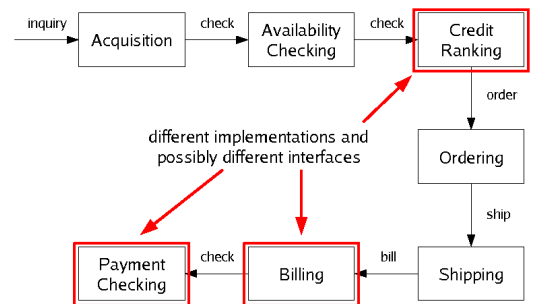 inquiry
Acquisition
check
Availability
Checking
check
Credit
Ranking
order
different implementations and
possibly different interfaces
Ordering
ship
Payment
Checking
check
Billing
bill
Shipping